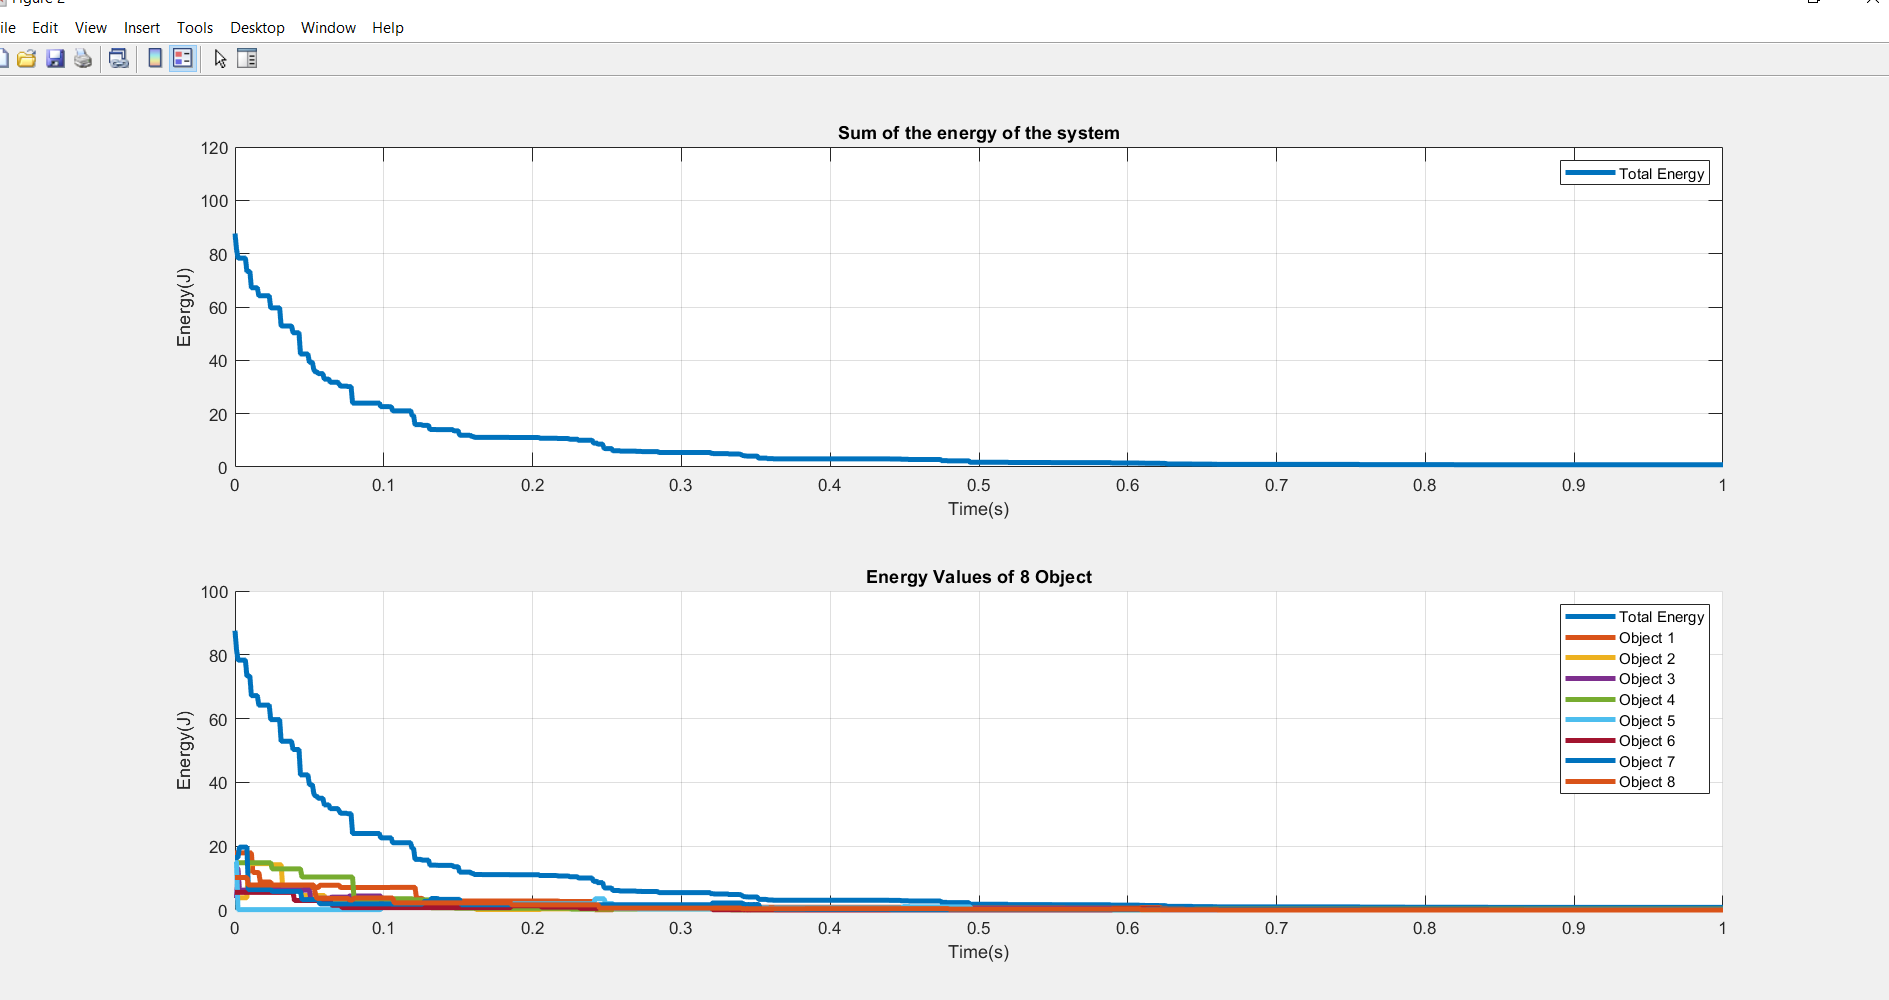 File Edit View Insert Tools Desktop Window Help
Sum of the energy of the system
Total Energy
120
100
80
60
40
20
0
Energy(J)
0 0.1 0.2 0.3 0.4 0.5 0.6 0.7 0.8 0.9 1
Time(s)
Energy Values of 8 Object
Total Energy
Object 1
Object 2
Object 3
Object 4
Object 5
Object 6
Object 7
Object 8
100
80
60
40
20
0
Energy(J)
0 0.1 0.2 0.3 0.4 0.5 0.6 0.7 0.8 0.9 1
Time(s)